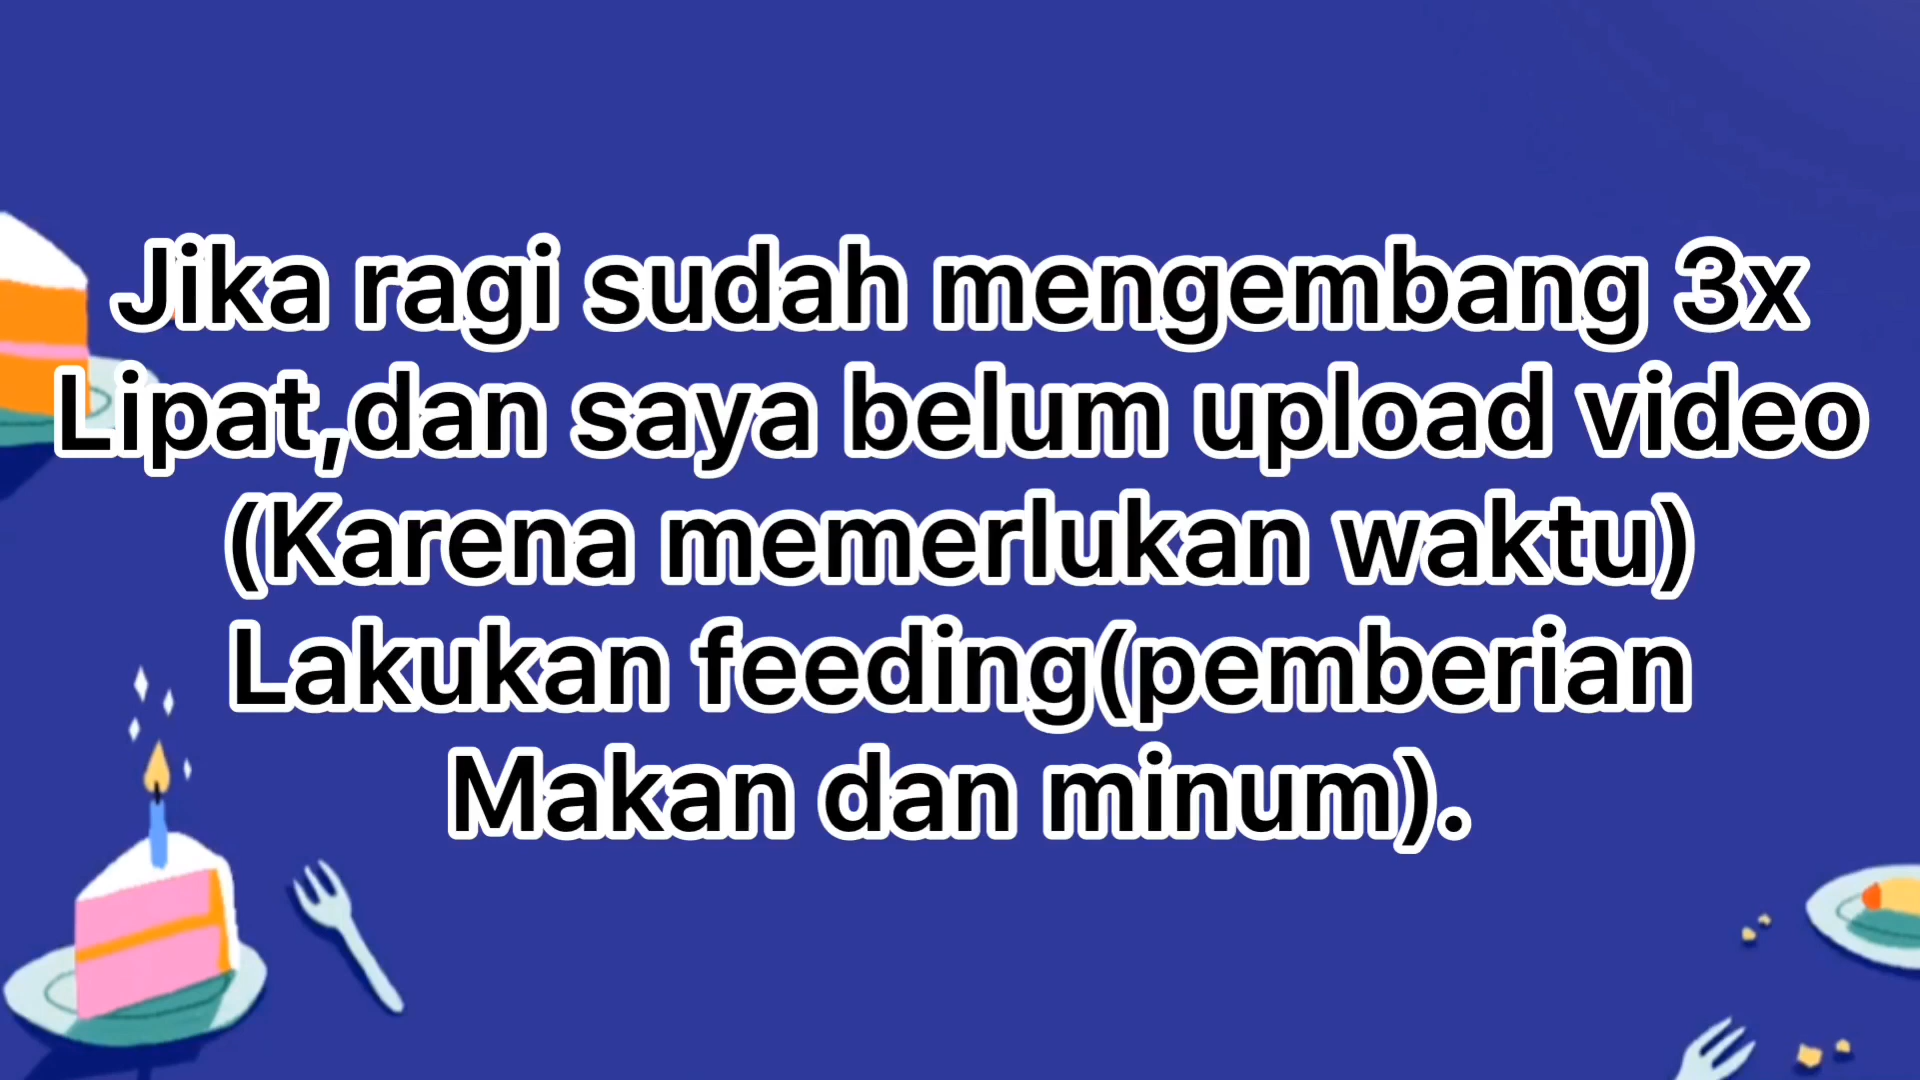 Jika ragi sudah mengembang 3x
Lipat,dan saya belum upload video
(Karena memerlukan waktu)
Lakukan feeding(pemberian
Makan dan minum).